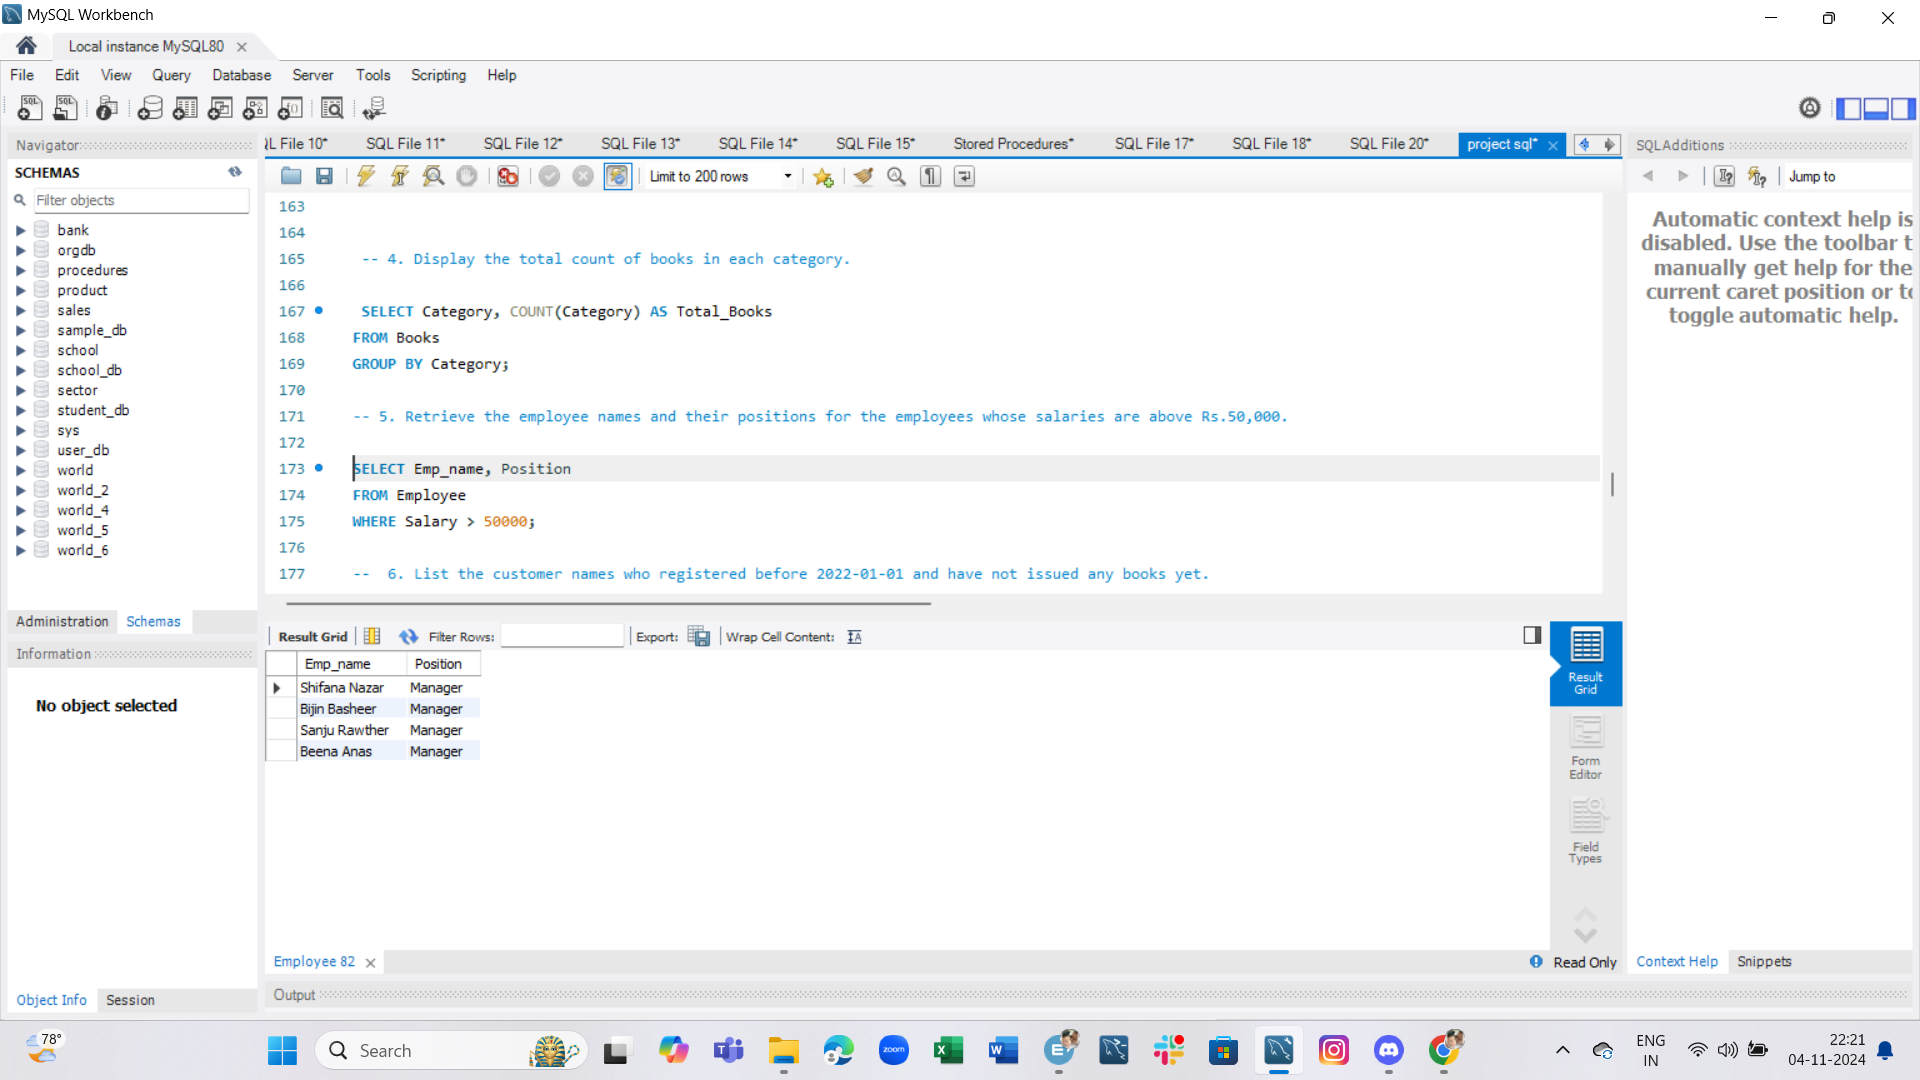 MySQL Workbench
Local instance MySQL80
File Edit View Query Database Server Tools Scripting Help
Navigator
SCHEMAS
Filter objects
bank
orgdb
procedures
product
sales
sample_db
school
school_db
sector
student_db
sys
user_db
world
world_2
world_4
world_5
world_6
Administration Schemas
Information
No object selected
Object Info Session
L File 10* SQL File 11* SQL File 12* SQL File 13* SQL File 14* SQL File 15* Stored Procedures* SQL File 17* SQL File 18* SQL File 20* project sql*
Limit to 200 rows
163
164
165 -- 4. Display the total count of books in each category.
166
167 SELECT Category, COUNT(Category) AS Total_Books
168 FROM Books
169 GROUP BY Category;
170
171 -- 5. Retrieve the employee names and their positions for the employees whose salaries are above Rs.50,000.
172
173 SELECT Emp_name, Position
174 FROM Employee
175 WHERE Salary > 50000;
176
177 --  6. List the customer names who registered before 2022-01-01 and have not issued any books yet.
Result Grid Filter Rows: Export: Wrap Cell Content:
Emp_name Position
Shifana Nazar Manager
Bijin Basheer Manager
Sanju Rawther Manager
Beena Anas Manager
Result
Grid
Form
Editor
Field
Types
Employee 82
Read Only
Output
SQLAdditions
Jump to
Automatic context help is
disabled. Use the toolbar t
manually get help for the
current caret position or to
toggle automatic help.
Context Help Snippets
78°
Search
zoom
ENG
IN
22:21
04-11-2024